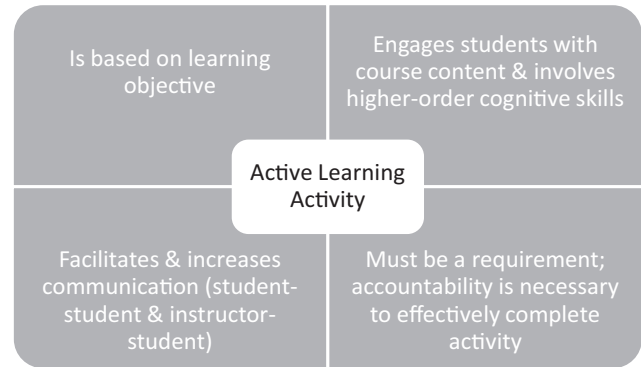 Is based on learning
objective
Engages students with
course content & involves
higher-order cognitive skills
Active Learning
Activity
Facilitates & increases
communication (student-
student & instructor-
student)
Must be a requirement;
accountability is necessary
to effectively complete
activity